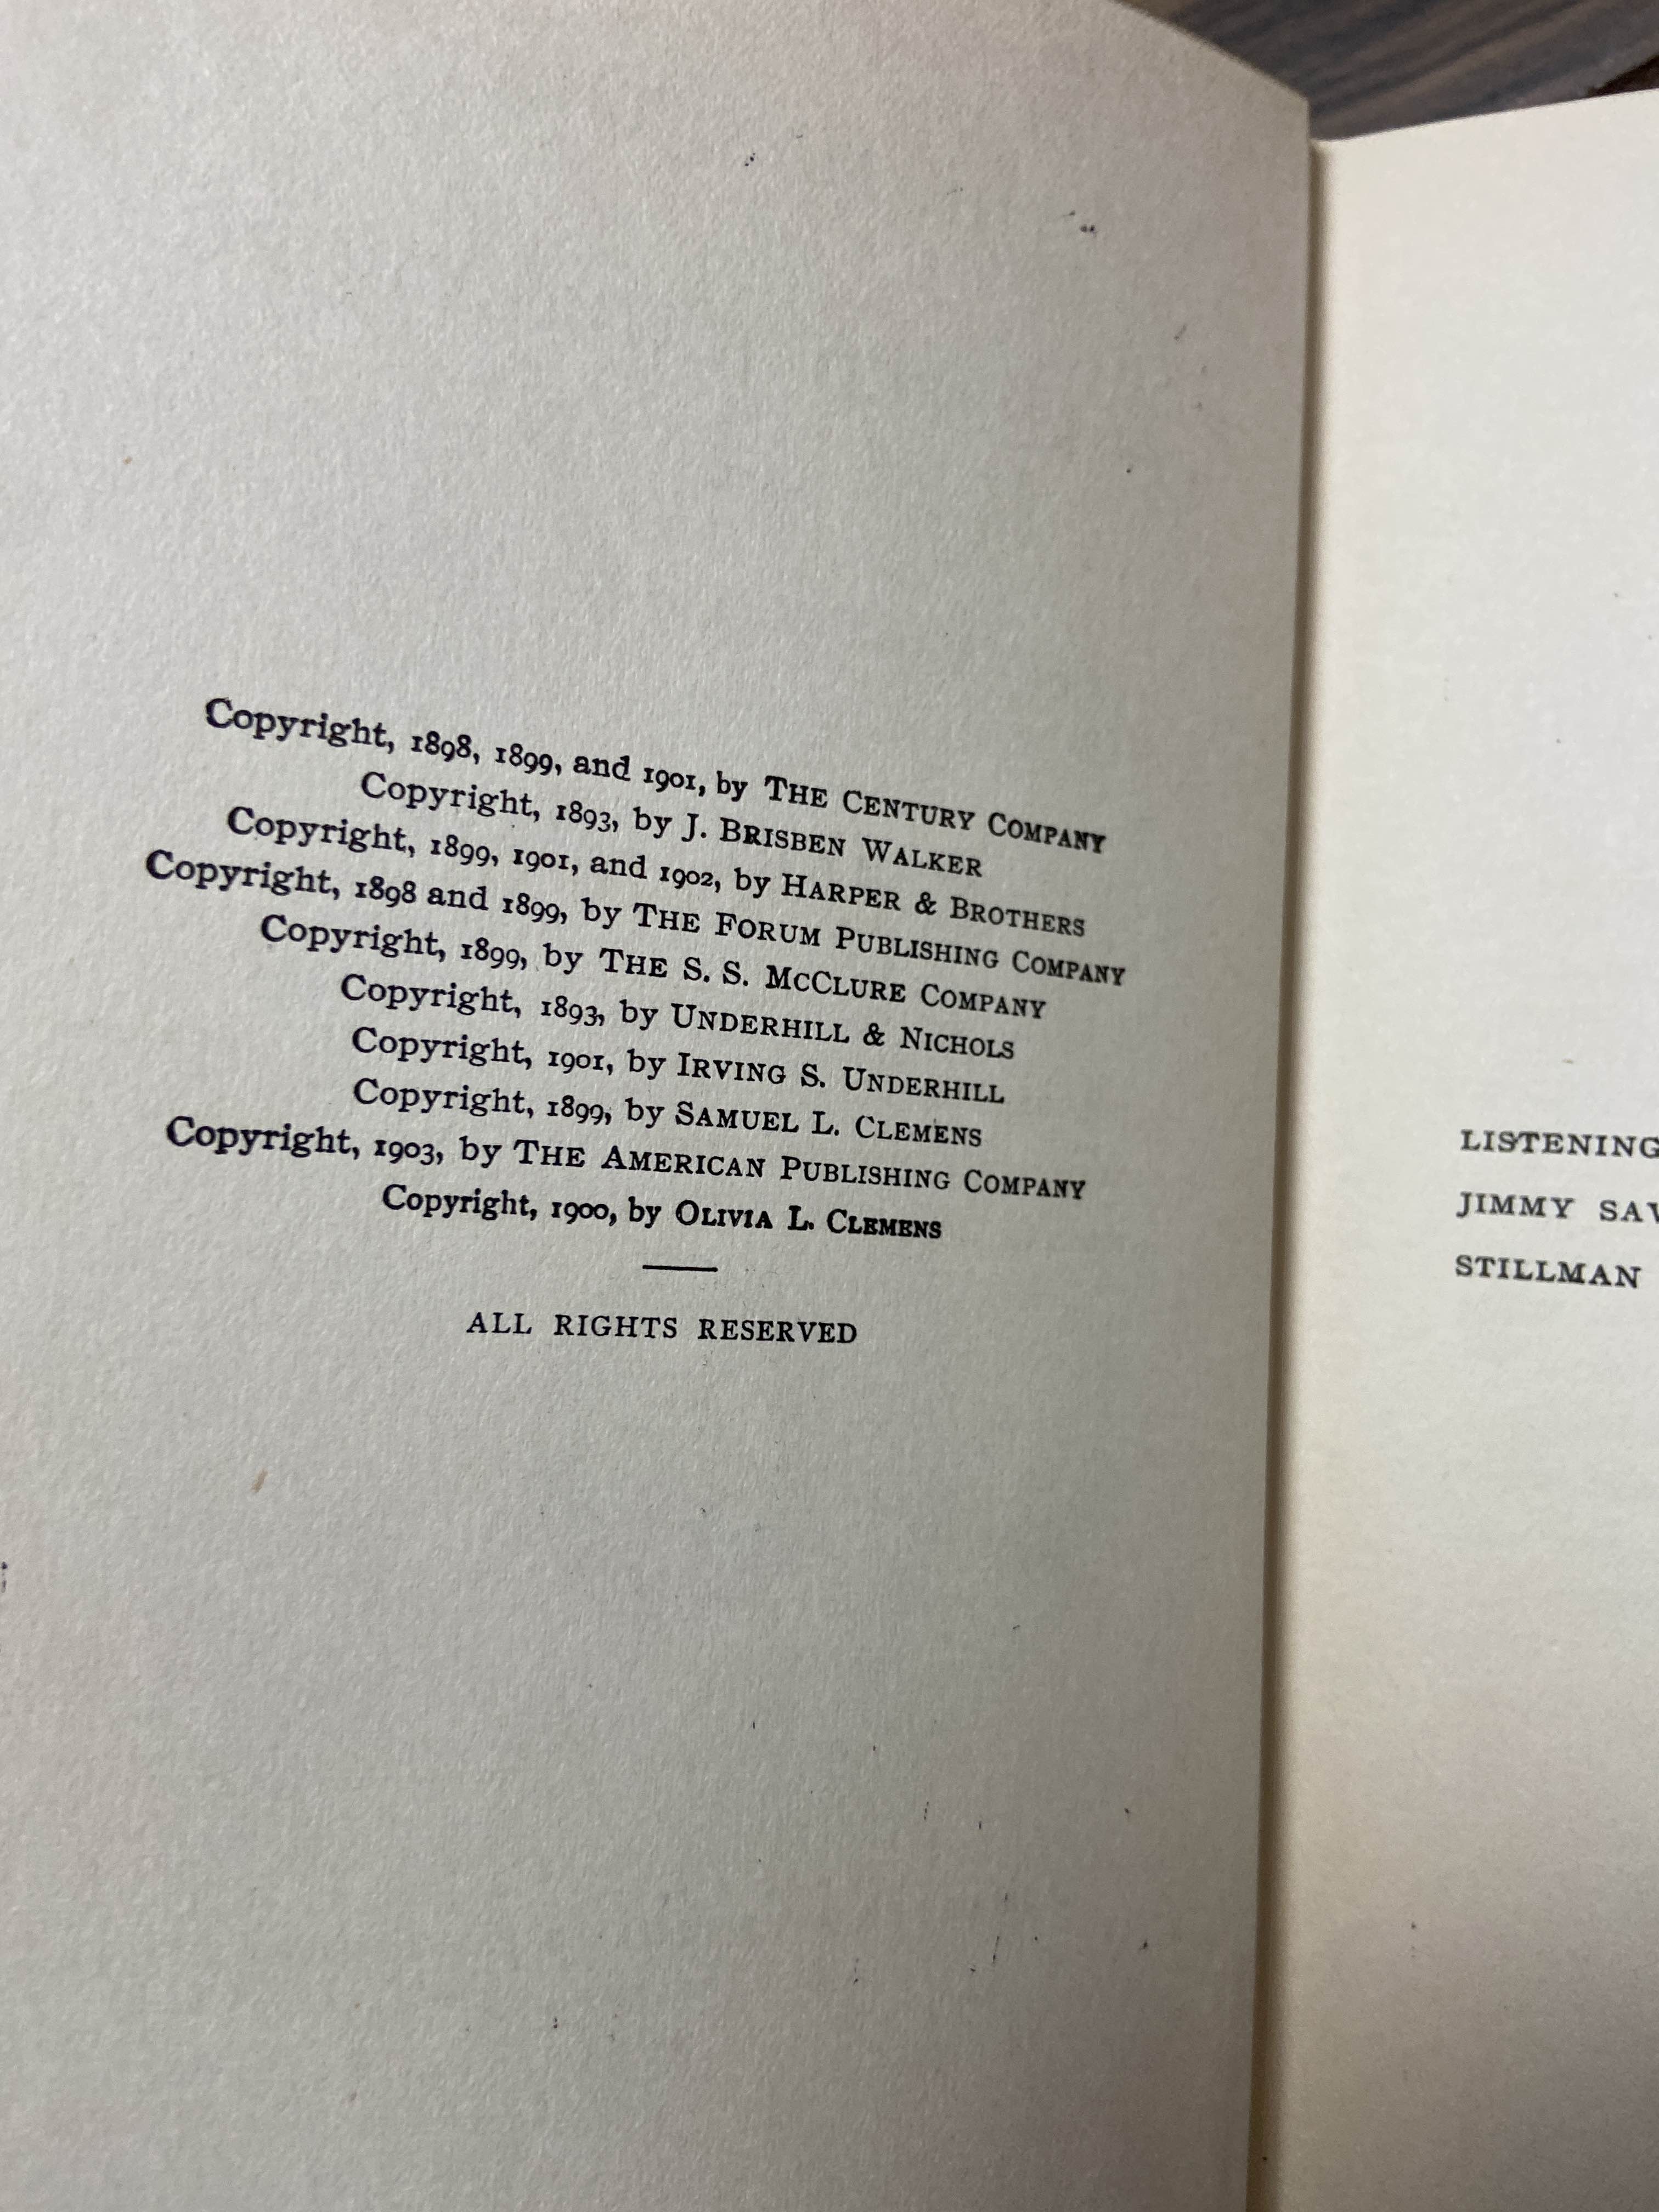 Copyright, 1898, 1899, and 1901, by THE CENTURY COMPANY
Copyright, 1893, by J. BRISBEN WALKER
Copyright, 1899, 1901, and 1902, by HARPER & BROTHERS
Copyright, 1898 and 1899, by THE FORUM PUBLISHING COMPANY
Copyright, 1899, by THE S. S. MCCLURE COMPANY
Copyright, 1893, by UNDERHILL & NICHOLS
Copyright, 1901, by IRVING S. UNDERHILL
Copyright, 1899, by SAMUEL L. CLEMENS
Copyright, 1903, by THE AMERICAN PUBLISHING COMPANY
Copyright, 1900, by OLIVIA L. CLEMENS
ALL RIGHTS RESERVED
LISTENING
JIMMY
STILLMAN